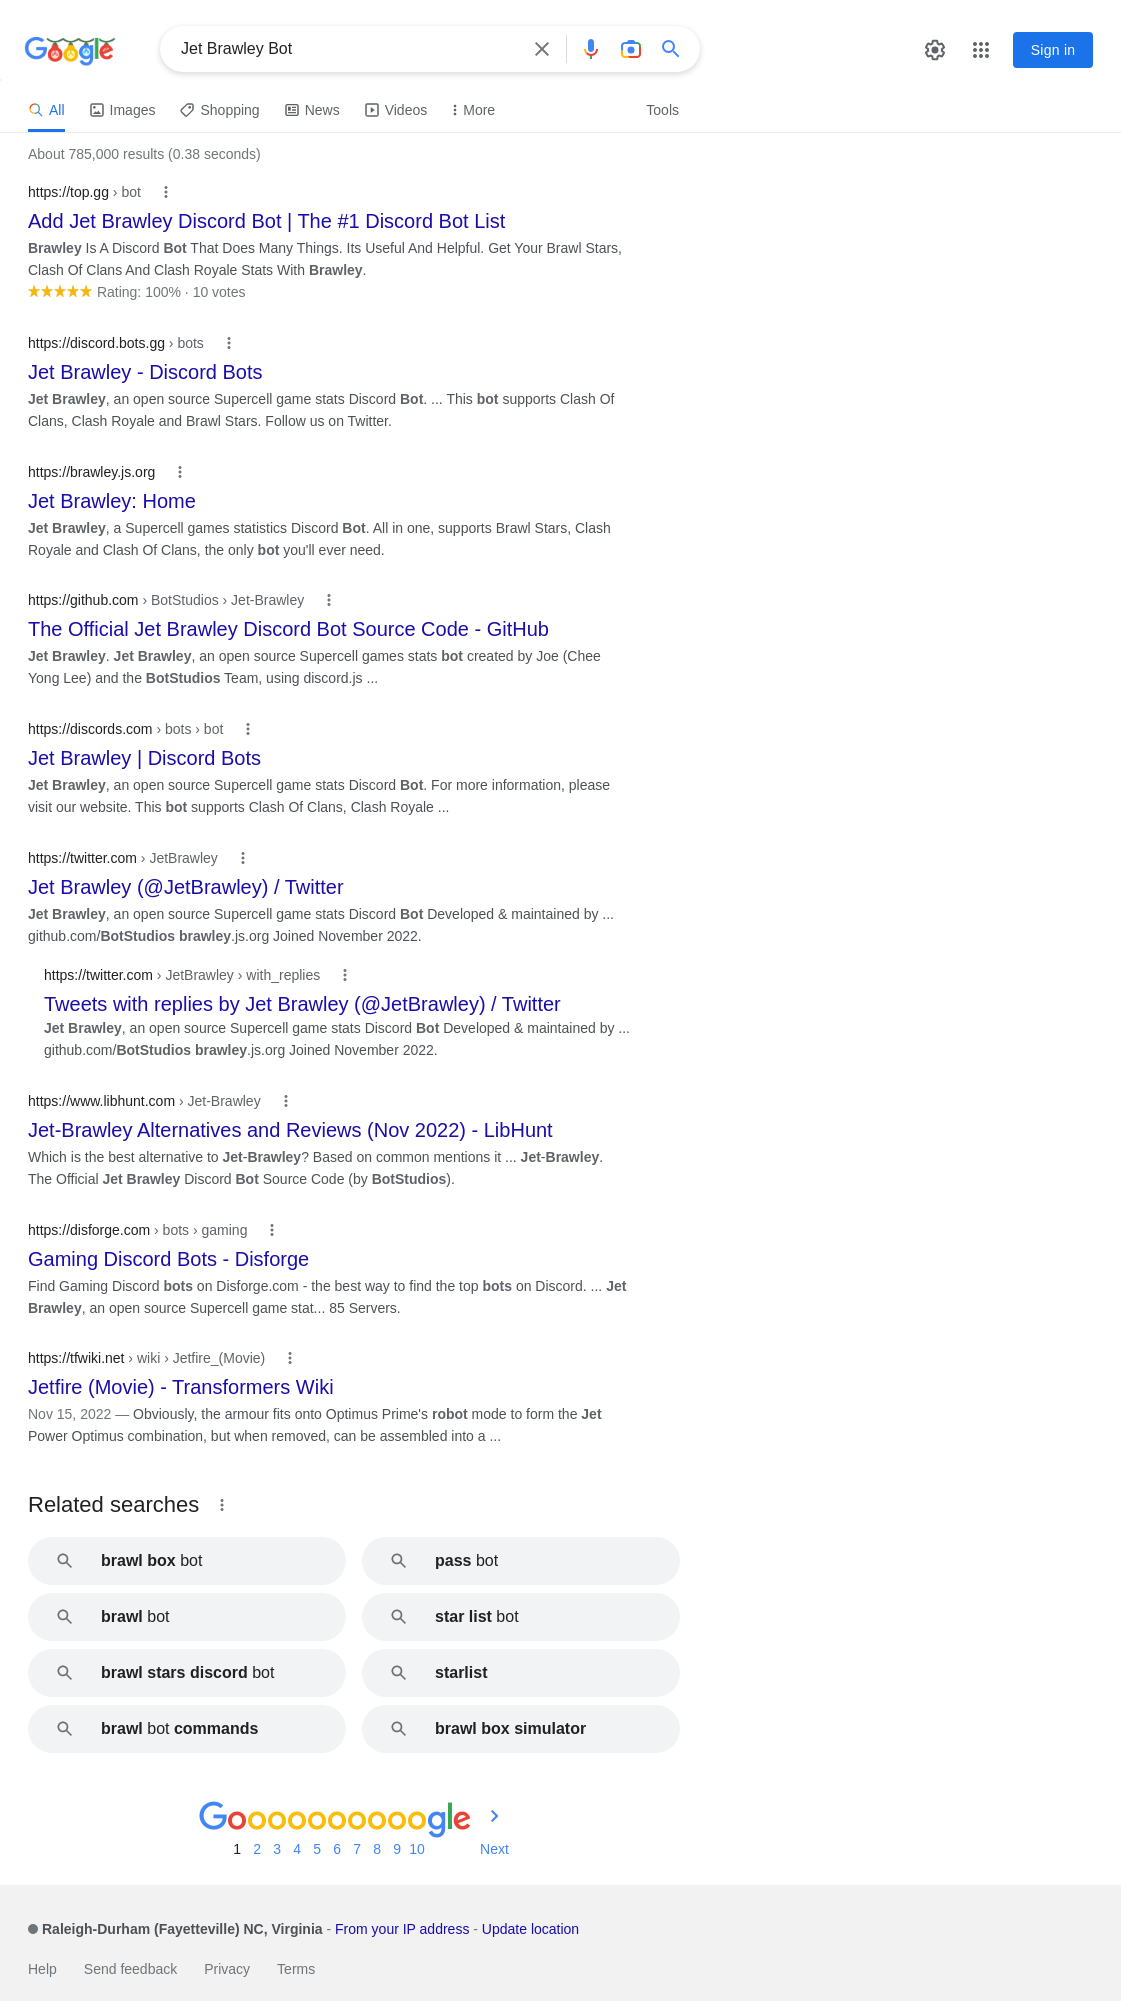 Google
Jet Brawley Bot
Sign in
All
Images
Shopping
News
Videos
More
Tools
About 785,000 results (0.38 seconds)
https://top.gg › bot
Add Jet Brawley Discord Bot | The #1 Discord Bot List
Brawley Is A Discord Bot That Does Many Things. Its Useful And Helpful. Get Your Brawl Stars,
Clash Of Clans And Clash Royale Stats With Brawley.
Rating: 100% · 10 votes
https://discord.bots.gg › bots
Jet Brawley - Discord Bots
Jet Brawley, an open source Supercell game stats Discord Bot. ... This bot supports Clash Of
Clans, Clash Royale and Brawl Stars. Follow us on Twitter.
https://brawley.js.org
Jet Brawley: Home
Jet Brawley, a Supercell games statistics Discord Bot. All in one, supports Brawl Stars, Clash
Royale and Clash Of Clans, the only bot you'll ever need.
https://github.com › BotStudios › Jet-Brawley
The Official Jet Brawley Discord Bot Source Code - GitHub
Jet Brawley. Jet Brawley, an open source Supercell games stats bot created by Joe (Chee
Yong Lee) and the BotStudios Team, using discord.js ...
https://discords.com › bots › bot
Jet Brawley | Discord Bots
Jet Brawley, an open source Supercell game stats Discord Bot. For more information, please
visit our website. This bot supports Clash Of Clans, Clash Royale ...
https://twitter.com › JetBrawley
Jet Brawley (@JetBrawley) / Twitter
Jet Brawley, an open source Supercell game stats Discord Bot Developed & maintained by ...
github.com/BotStudios brawley.js.org Joined November 2022.
https://twitter.com › JetBrawley › with_replies
Tweets with replies by Jet Brawley (@JetBrawley) / Twitter
Jet Brawley, an open source Supercell game stats Discord Bot Developed & maintained by ...
github.com/BotStudios brawley.js.org Joined November 2022.
https://www.libhunt.com › Jet-Brawley
Jet-Brawley Alternatives and Reviews (Nov 2022) - LibHunt
Which is the best alternative to Jet-Brawley? Based on common mentions it ... Jet-Brawley.
The Official Jet Brawley Discord Bot Source Code (by BotStudios).
https://disforge.com › bots › gaming
Gaming Discord Bots - Disforge
Find Gaming Discord bots on Disforge.com - the best way to find the top bots on Discord. ... Jet
Brawley, an open source Supercell game stat... 85 Servers.
https://tfwiki.net › wiki › Jetfire_(Movie)
Jetfire (Movie) - Transformers Wiki
Nov 15, 2022 — Obviously, the armour fits onto Optimus Prime's robot mode to form the Jet
Power Optimus combination, but when removed, can be assembled into a ...
Related searches
brawl box bot
pass bot
brawl bot
star list bot
brawl stars discord bot
starlist
brawl bot commands
brawl box simulator
Goooooooooogle
1 2 3 4 5 6 7 8 9 10 Next
Raleigh-Durham (Fayetteville) NC, Virginia - From your IP address - Update location
Help Send feedback Privacy Terms